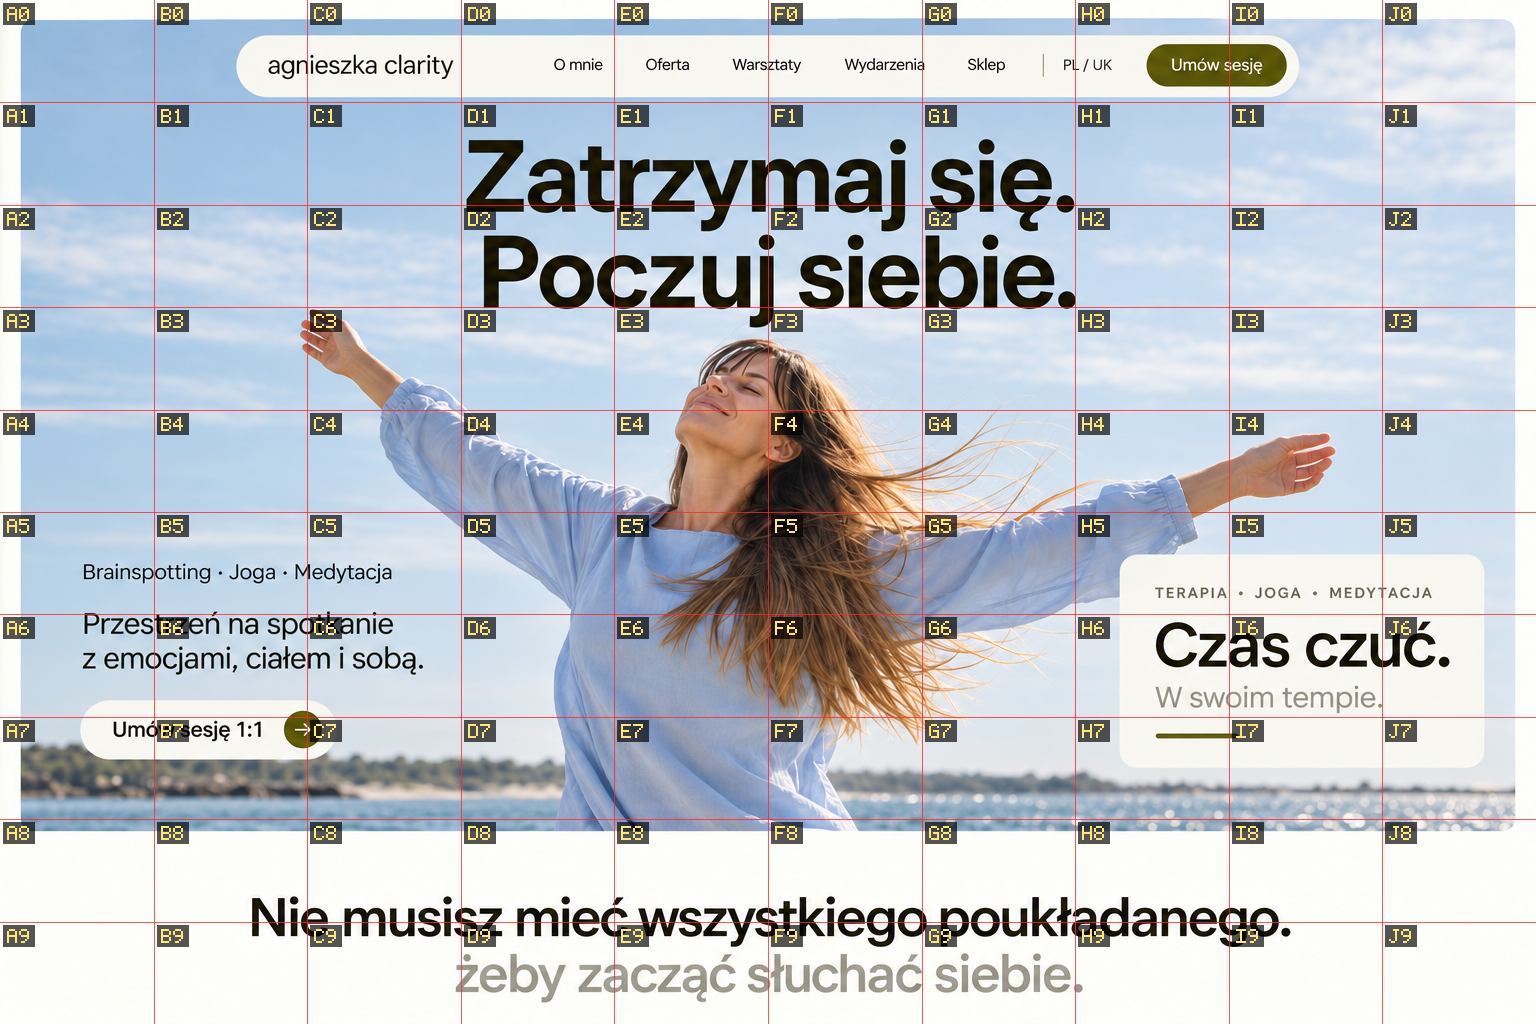 agnieszka clarity
O mnie
Oferta
Warsztaty
Wydarzenia
Sklep
PL / UK
Umów sesję
Zatrzymaj się.
Poczuj siebie.
Brainspotting · Joga · Medytacja
Przestrzeń na spotkanie
z emocjami, ciałem i sobą.
Umów sesję 1:1
TERAPIA • JOGA • MEDYTACJA
Czas czuć.
W swoim tempie.
Nie musisz mieć wszystkiego poukładanego.
żeby zacząć słuchać siebie.